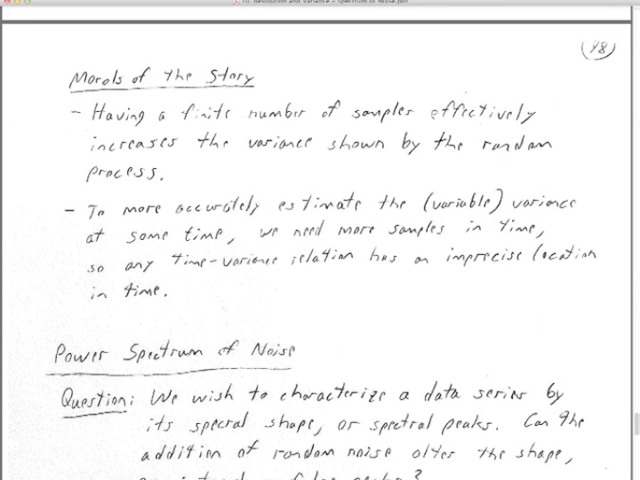 10. Resolution and Variance - Spectrum of Noise.pdf
(48)
Morals of the Story
- Having a finite number of samples effectively
increases the variance shown by the random
process.
- To more accurately estimate the (variable) variance
at some time, we need more samples in time,
so any time-variance relation has an imprecise location
in time.
Power Spectrum of Noise
Question: We wish to characterize a data series by
its specral shape, or spectral peaks. Can the
addition of random noise alter the shape,